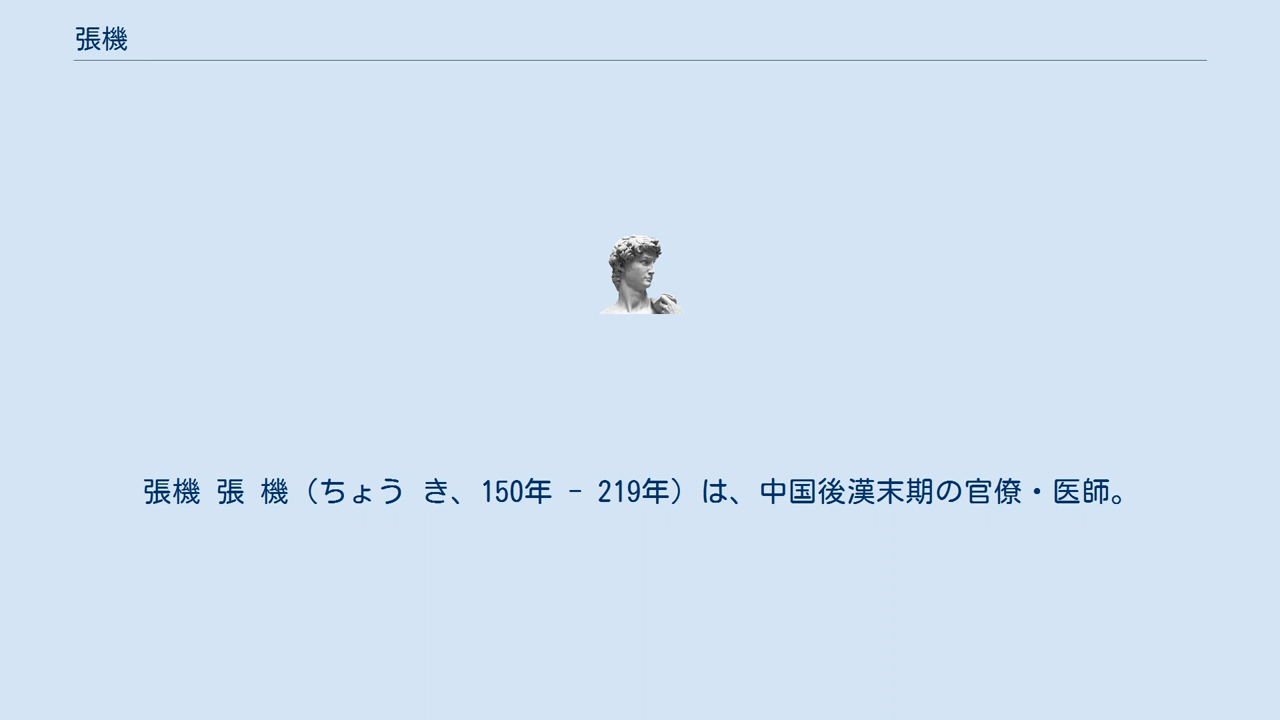 張機
張機 張 機（ちょう き、150年 - 219年）は、中国後漢末期の官僚・医師。